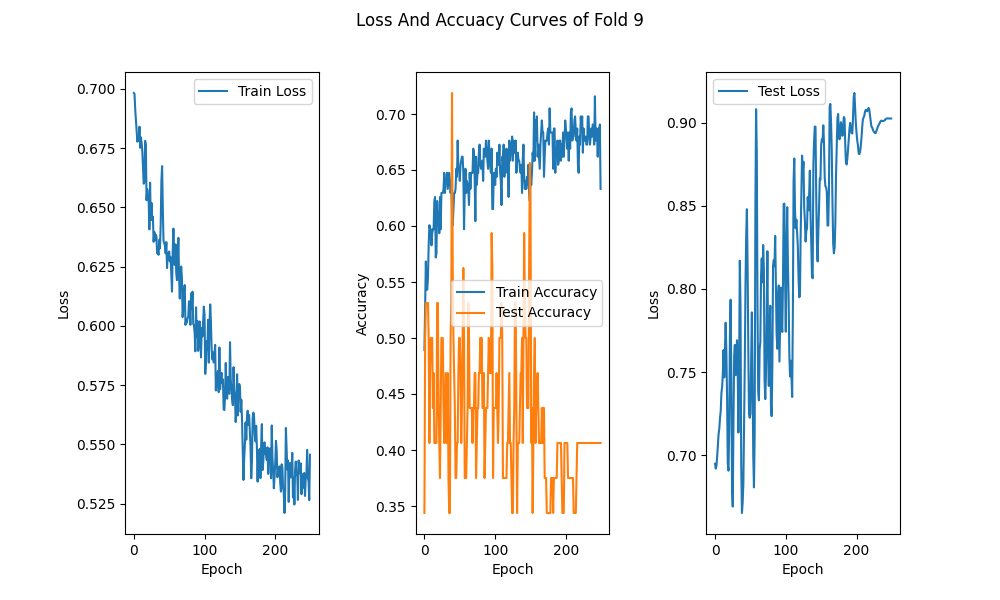 Loss And Accuacy Curves of Fold 9
Train Loss
0.700
0.675
0.650
0.625
0.600
0.575
0.550
0.525
Loss
0
100
200
Epoch
0.70
0.65
0.60
0.55
0.50
0.45
0.40
0.35
Accuracy
Train Accuracy
Test Accuracy
0
100
200
Epoch
Test Loss
0.90
0.85
0.80
0.75
0.70
Loss
0
100
200
Epoch